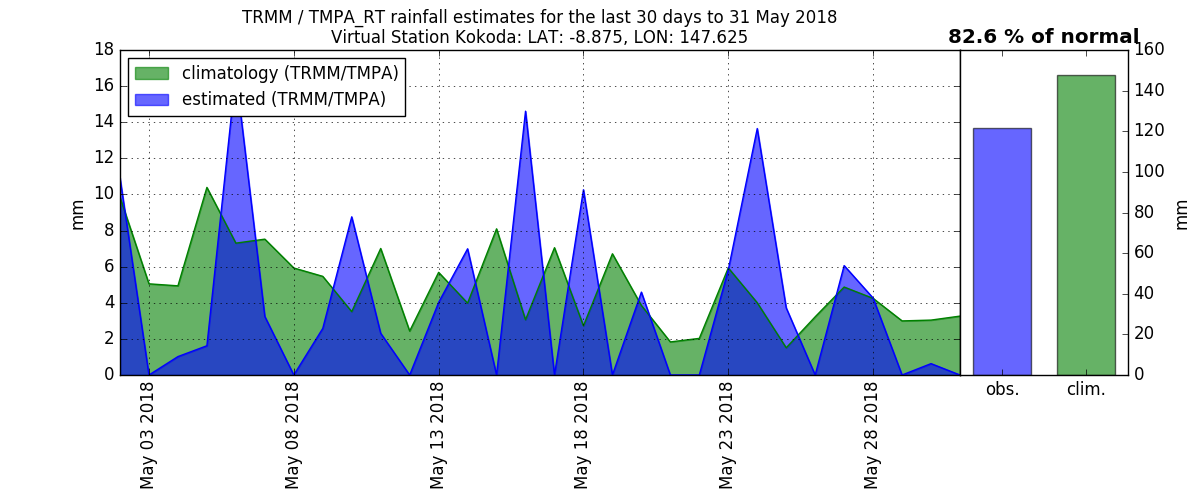 TRMM / TMPA_RT rainfall estimates for the last 30 days to 31 May 2018
Virtual Station Kokoda: LAT: -8.875, LON: 147.625
82.6 % of normal
climatology (TRMM/TMPA)
estimated (TRMM/TMPA)
18
16
14
12
10
8
6
4
2
0
mm
May 03 2018
May 08 2018
May 13 2018
May 18 2018
May 23 2018
May 28 2018
160
140
120
100
80
60
40
20
0
mm
obs.
clim.